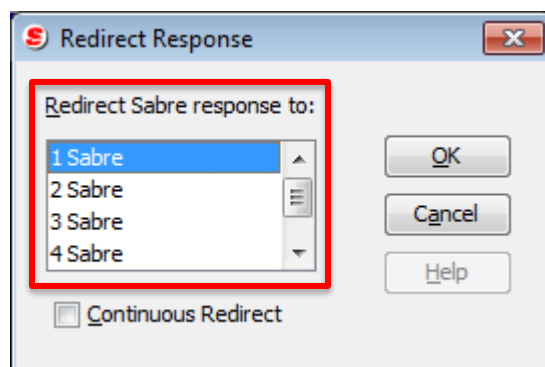 Redirect Response
Redirect Sabre response to:
1 Sabre
2 Sabre
3 Sabre
4 Sabre
OK
Cancel
Help
Continuous Redirect